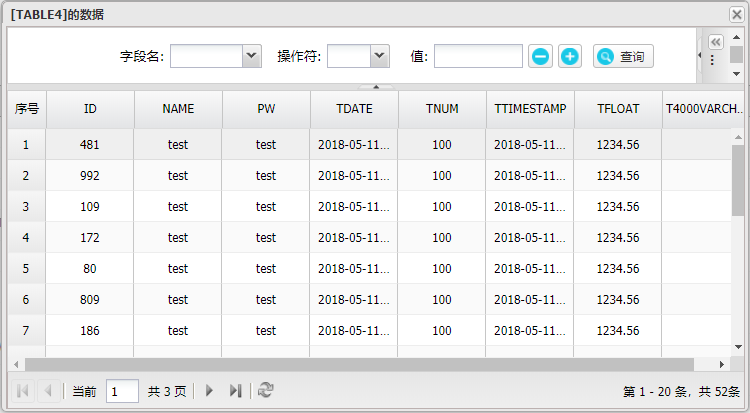 [TABLE4]的数据
字段名: 操作符: 值: 查询
序号 ID NAME PW TDATE TNUM TTIMESTAMP TFLOAT T4000VARCH...
1 481 test test 2018-05-11... 100 2018-05-11... 1234.56
2 992 test test 2018-05-11... 100 2018-05-11... 1234.56
3 109 test test 2018-05-11... 100 2018-05-11... 1234.56
4 172 test test 2018-05-11... 100 2018-05-11... 1234.56
5 80 test test 2018-05-11... 100 2018-05-11... 1234.56
6 809 test test 2018-05-11... 100 2018-05-11... 1234.56
7 186 test test 2018-05-11... 100 2018-05-11... 1234.56
当前 1 共 3 页 第 1 - 20 条，共 52条